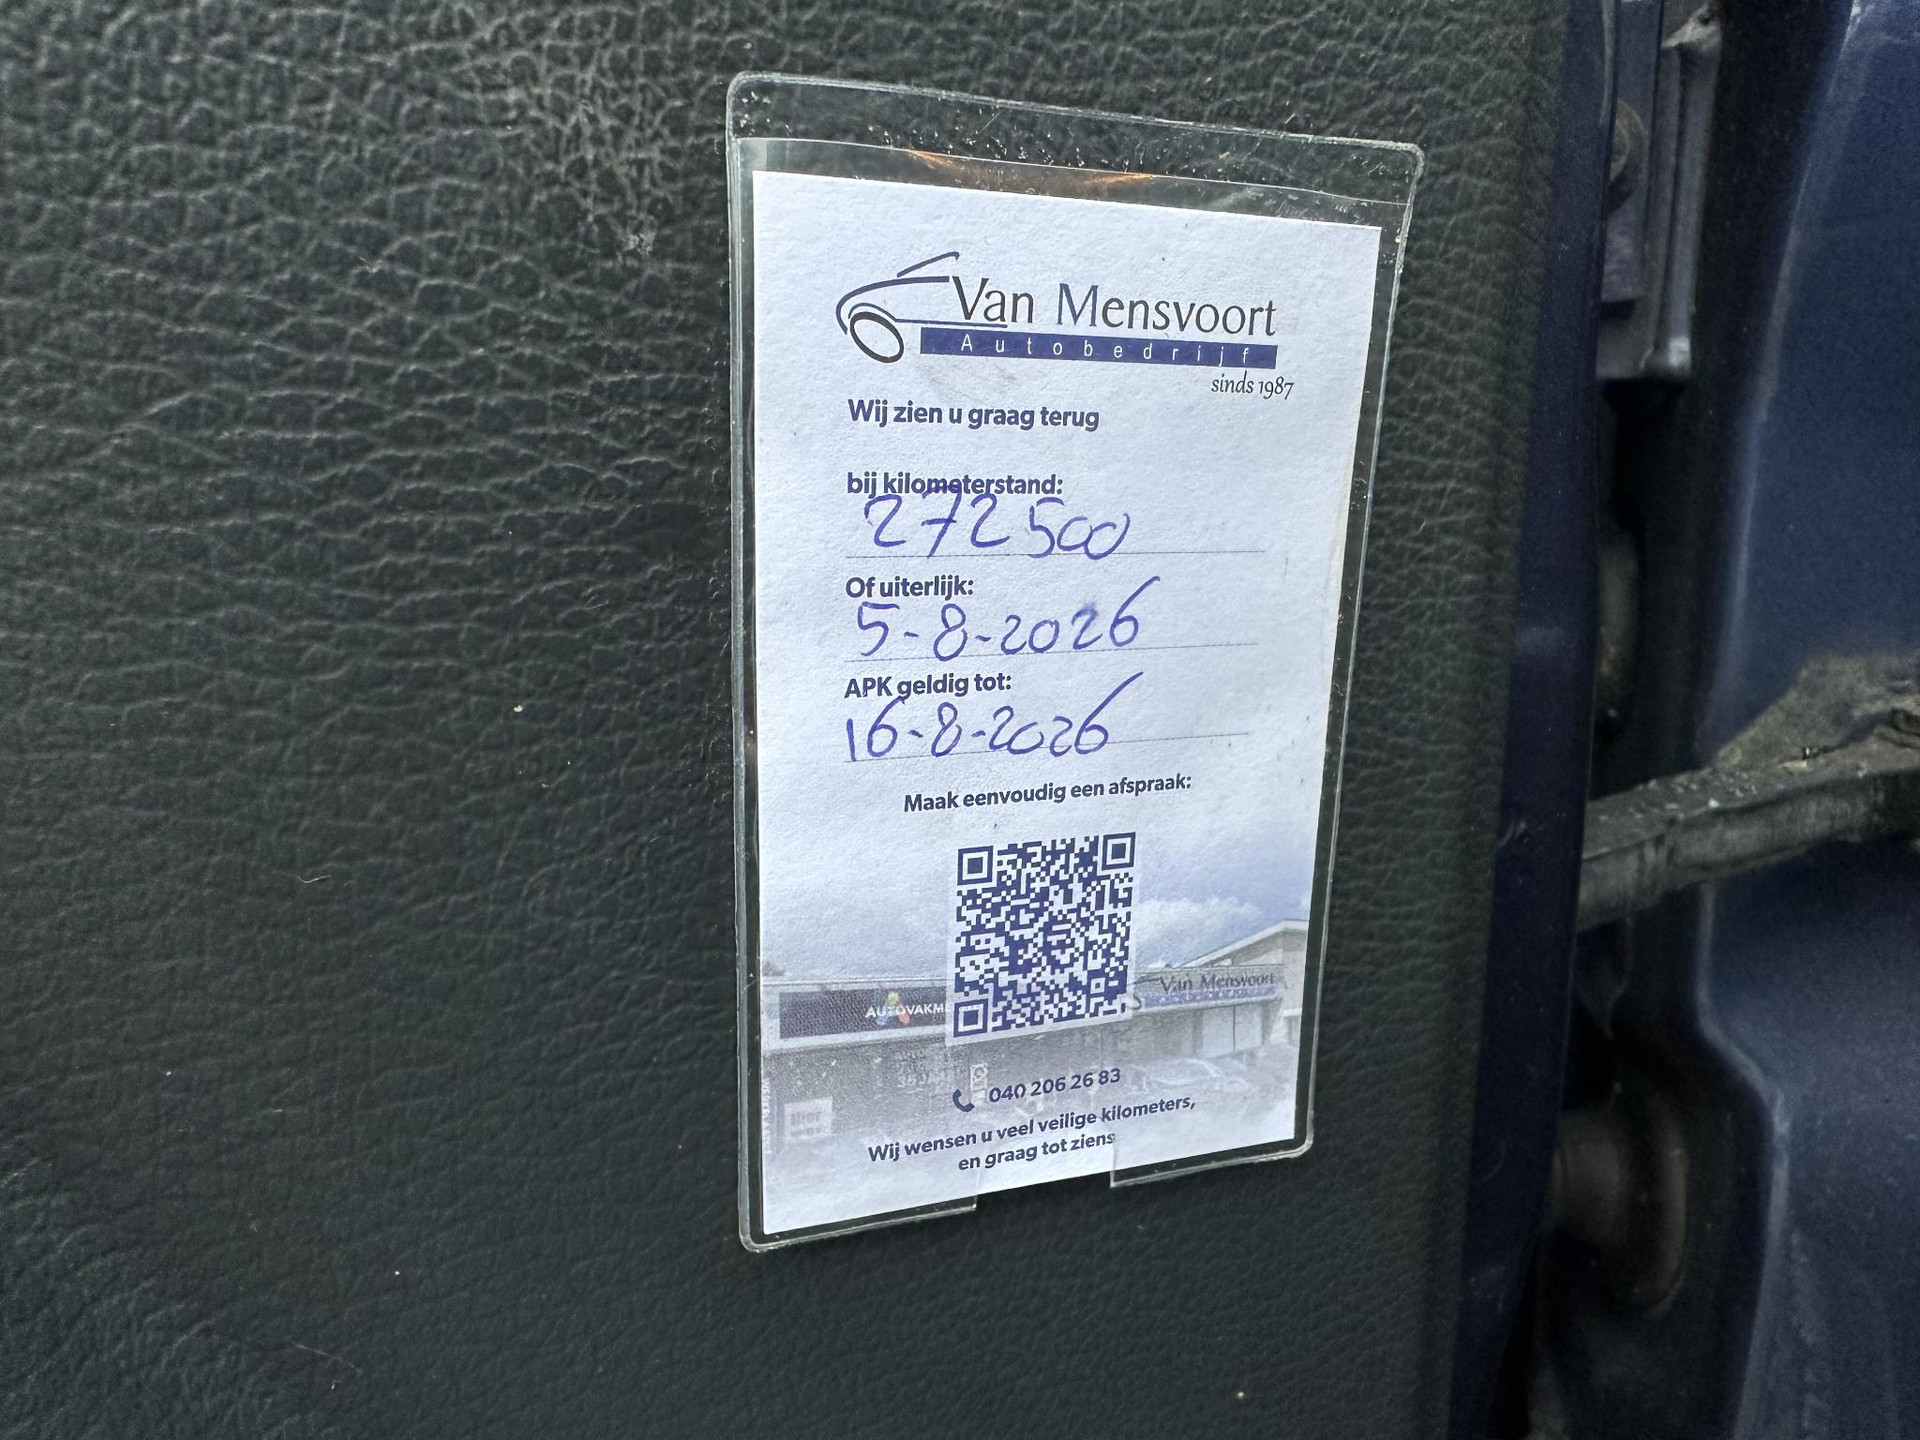 Van Mensvoort
Autobedrijf
sinds 1987
Wij zien u graag terug
bij kilometerstand:
272500
Of uiterlijk:
5-8-2026
APK geldig tot:
16-8-2026
Maak eenvoudig een afspraak:
Van Mensvoort
040 206 26 83
Wij wensen u veel veilige kilometers,
en graag tot ziens